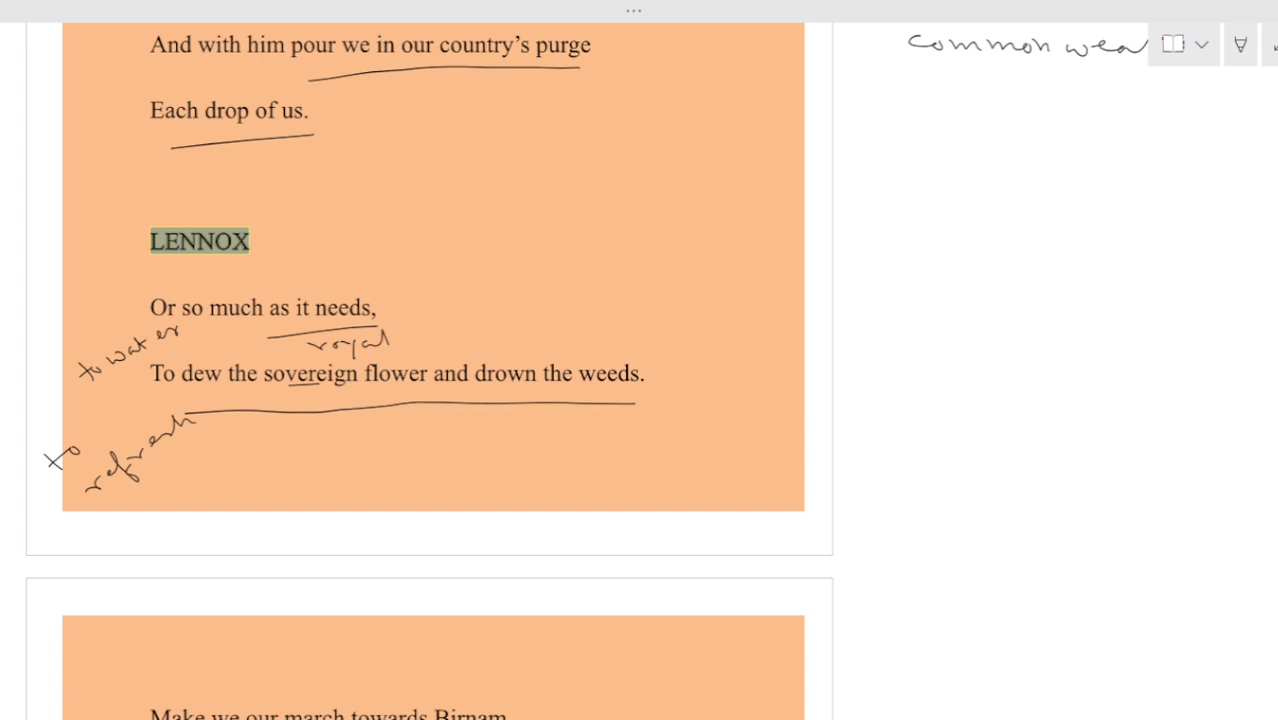 ...
And with him pour we in our country's purge
common wea
Each drop of us.
LENNOX
Or so much as it needs,
to water
royal
To dew the sovereign flower and drown the weeds.
to
refresh
Make we our march towards Birnam